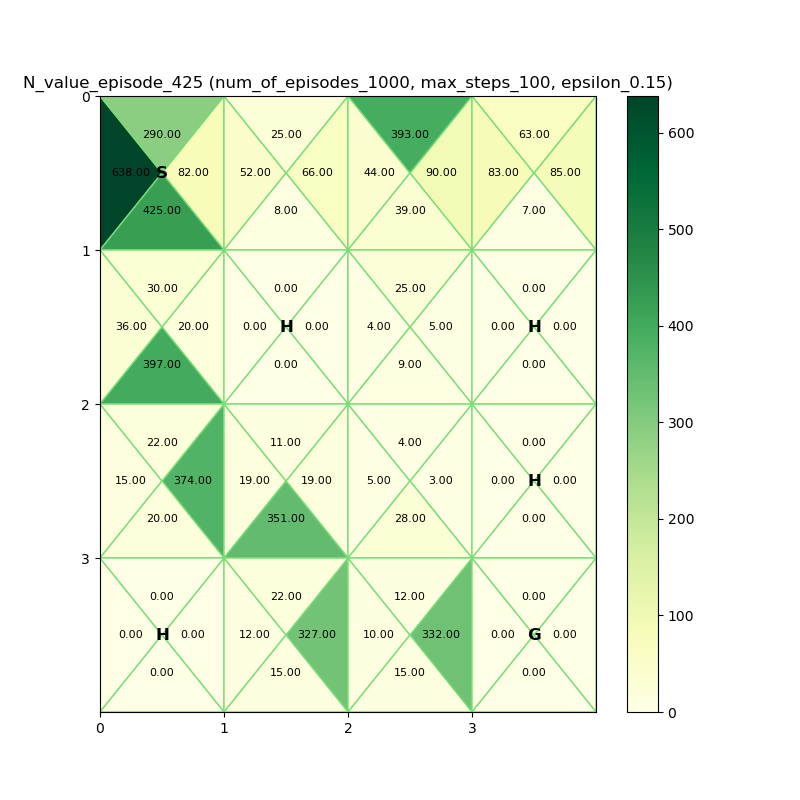 N_value_episode_425 (num_of_episodes_1000, max_steps_100, epsilon_0.15)
0
290.00 25.00 393.00 63.00
638.00 S 82.00 52.00 66.00 44.00 90.00 83.00 85.00
425.00 8.00 39.00 7.00
1
30.00 0.00 25.00 0.00
36.00 20.00 0.00 H 0.00 4.00 5.00 0.00 H 0.00
397.00 0.00 9.00 0.00
2
22.00 11.00 4.00 0.00
15.00 374.00 19.00 19.00 5.00 3.00 0.00 H 0.00
20.00 351.00 28.00 0.00
3
0.00 22.00 12.00 0.00
0.00 H 0.00 12.00 327.00 10.00 332.00 0.00 G 0.00
0.00 15.00 15.00 0.00
0 1 2 3
600
500
400
300
200
100
0